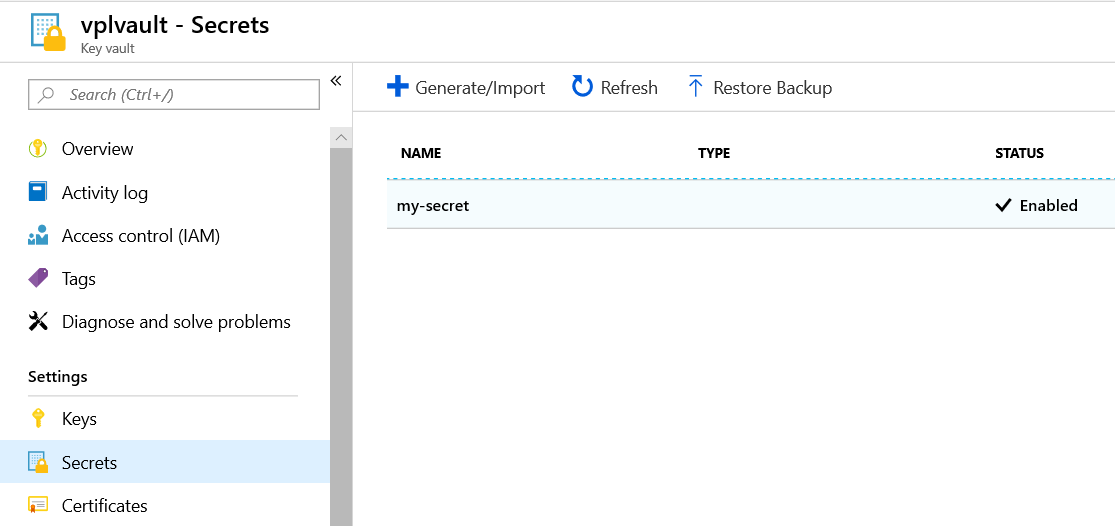 vplvault - Secrets
Key vault
Search (Ctrl+/)
«
Overview
Activity log
Access control (IAM)
Tags
Diagnose and solve problems
Settings
Keys
Secrets
Certificates
Generate/Import Refresh Restore Backup
NAME TYPE STATUS
my-secret Enabled